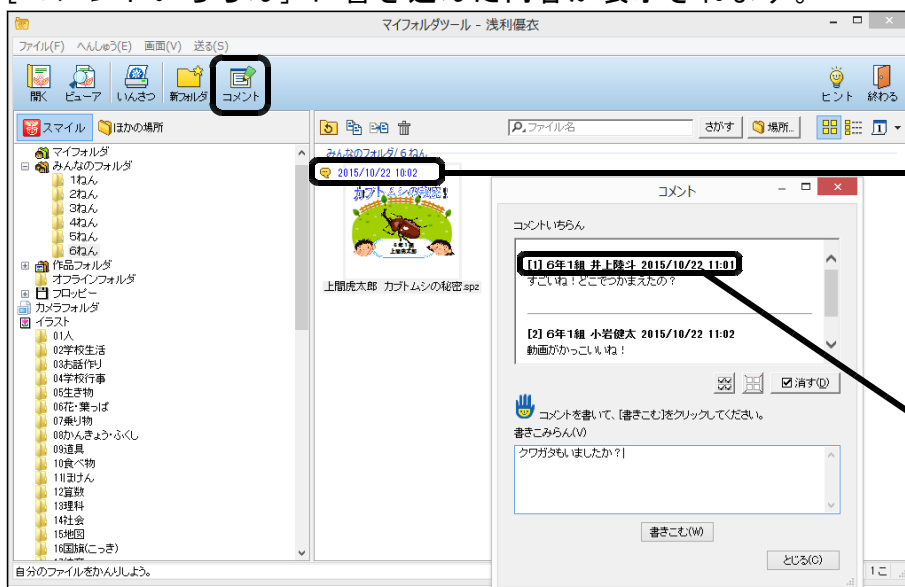 マイフォルダツール - 浅利優衣
ファイル(F) へんしゅう(E) 画面(V) 送る(S)
開く ビューア いんさつ 新フォルダ コメント ヒント 終わる
スマイル ほかの場所
ファイル名 さがす 場所...
マイフォルダ
みんなのフォルダ
1ねん
2ねん
3ねん
4ねん
5ねん
6ねん
作品フォルダ
オフラインフォルダ
フロッピー
カメラフォルダ
イラスト
01人
02学校生活
03お話作り
04学校行事
05生き物
06花・葉っぱ
07乗り物
08かんきょう・ふくし
09道具
10食べ物
11ほけん
12算数
13理科
14社会
15地図
16国旗(こっき)
みんなのフォルダ/6ねん
2015/10/22 10:02
カブトムシの秘密!
6年1組
上間虎太郎
上間虎太郎 カブトムシの秘密.spz
コメント
コメントいちらん
[1] 6年1組 井上陸斗 2015/10/22 11:01
すごいね！どこでつかまえたの？
[2] 6年1組 小岩健太 2015/10/22 11:02
動画がかっこいいね！
消す(D)
コメントを書いて、[書きこむ]をクリックしてください。
書きこみらん(V)
クワガタもいましたか？
書きこむ(W)
とじる(C)
自分のファイルをかんりしよう。
1こ